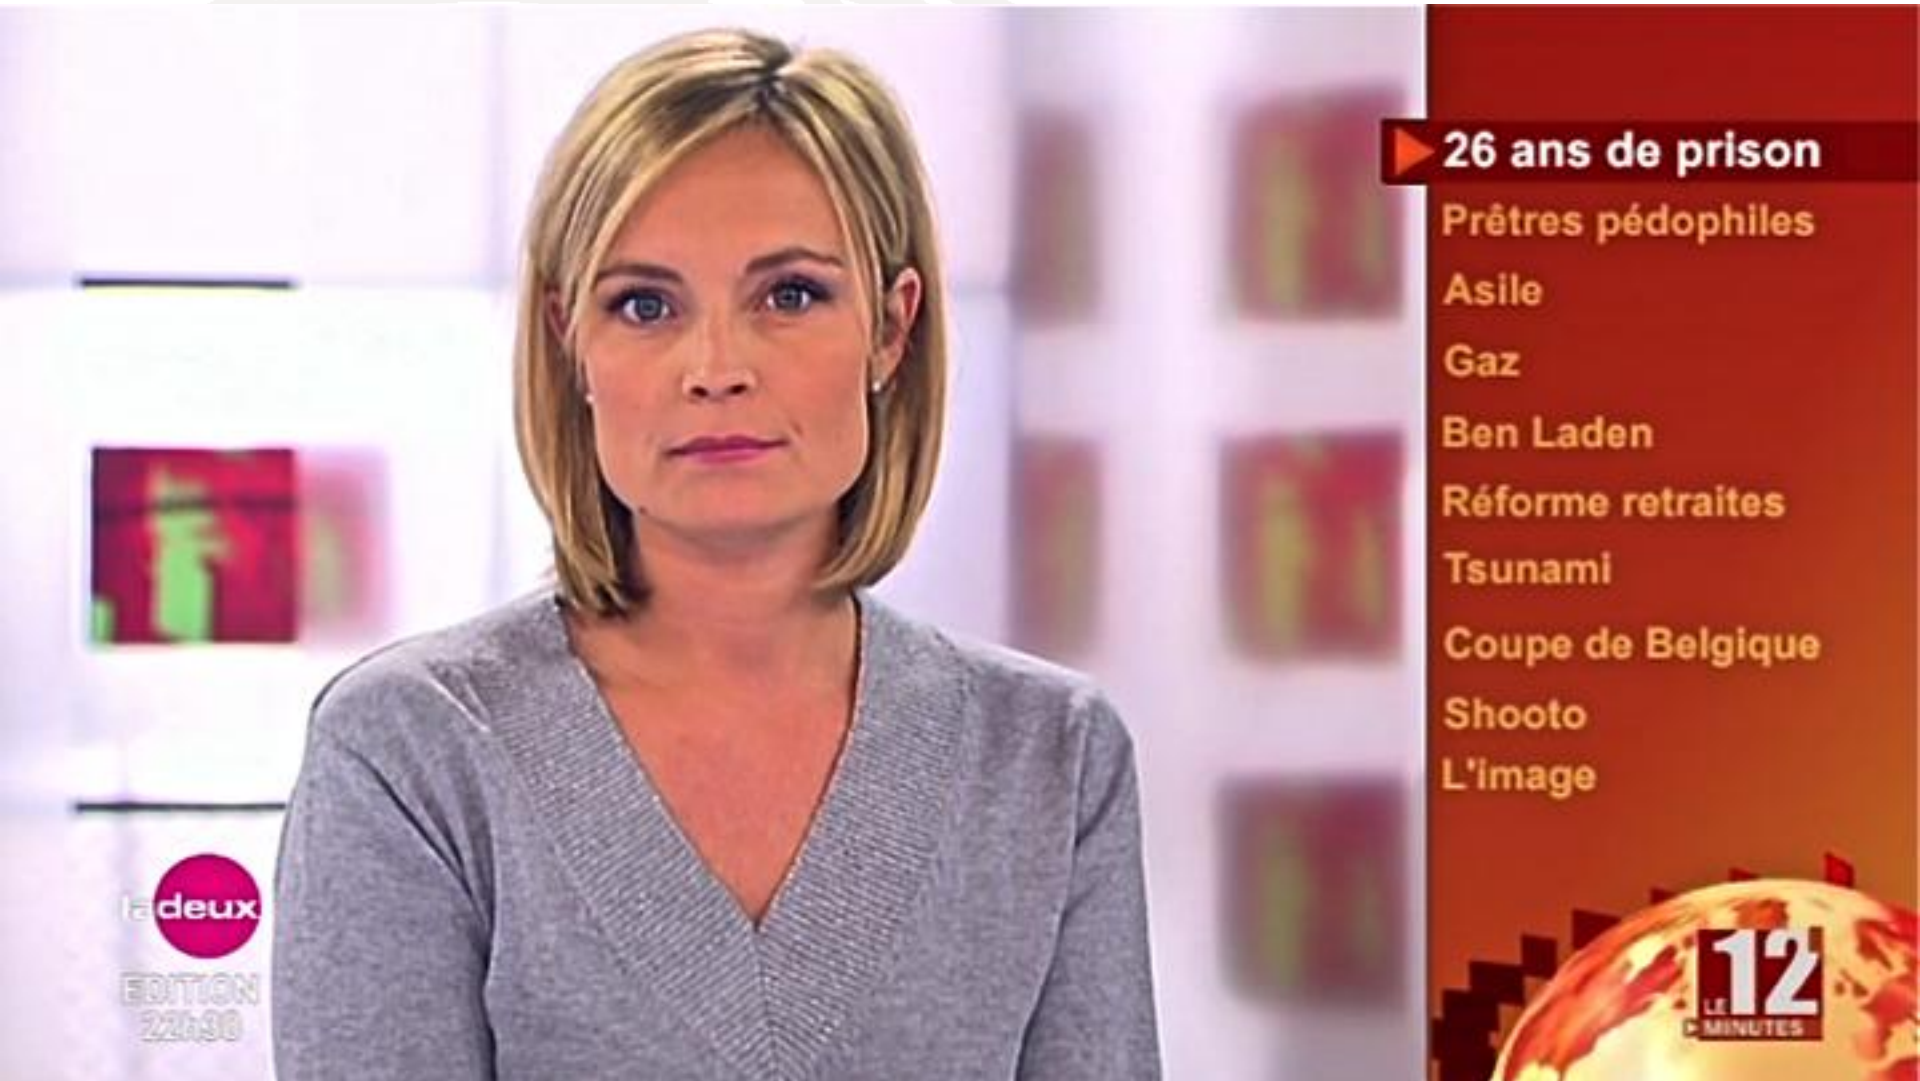 26 ans de prison
Prêtres pédophiles
Asile
Gaz
Ben Laden
Réforme retraites
Tsunami
Coupe de Belgique
Shooto
L'image
la deux
EDITION
22h30
LE 12
MINUTES